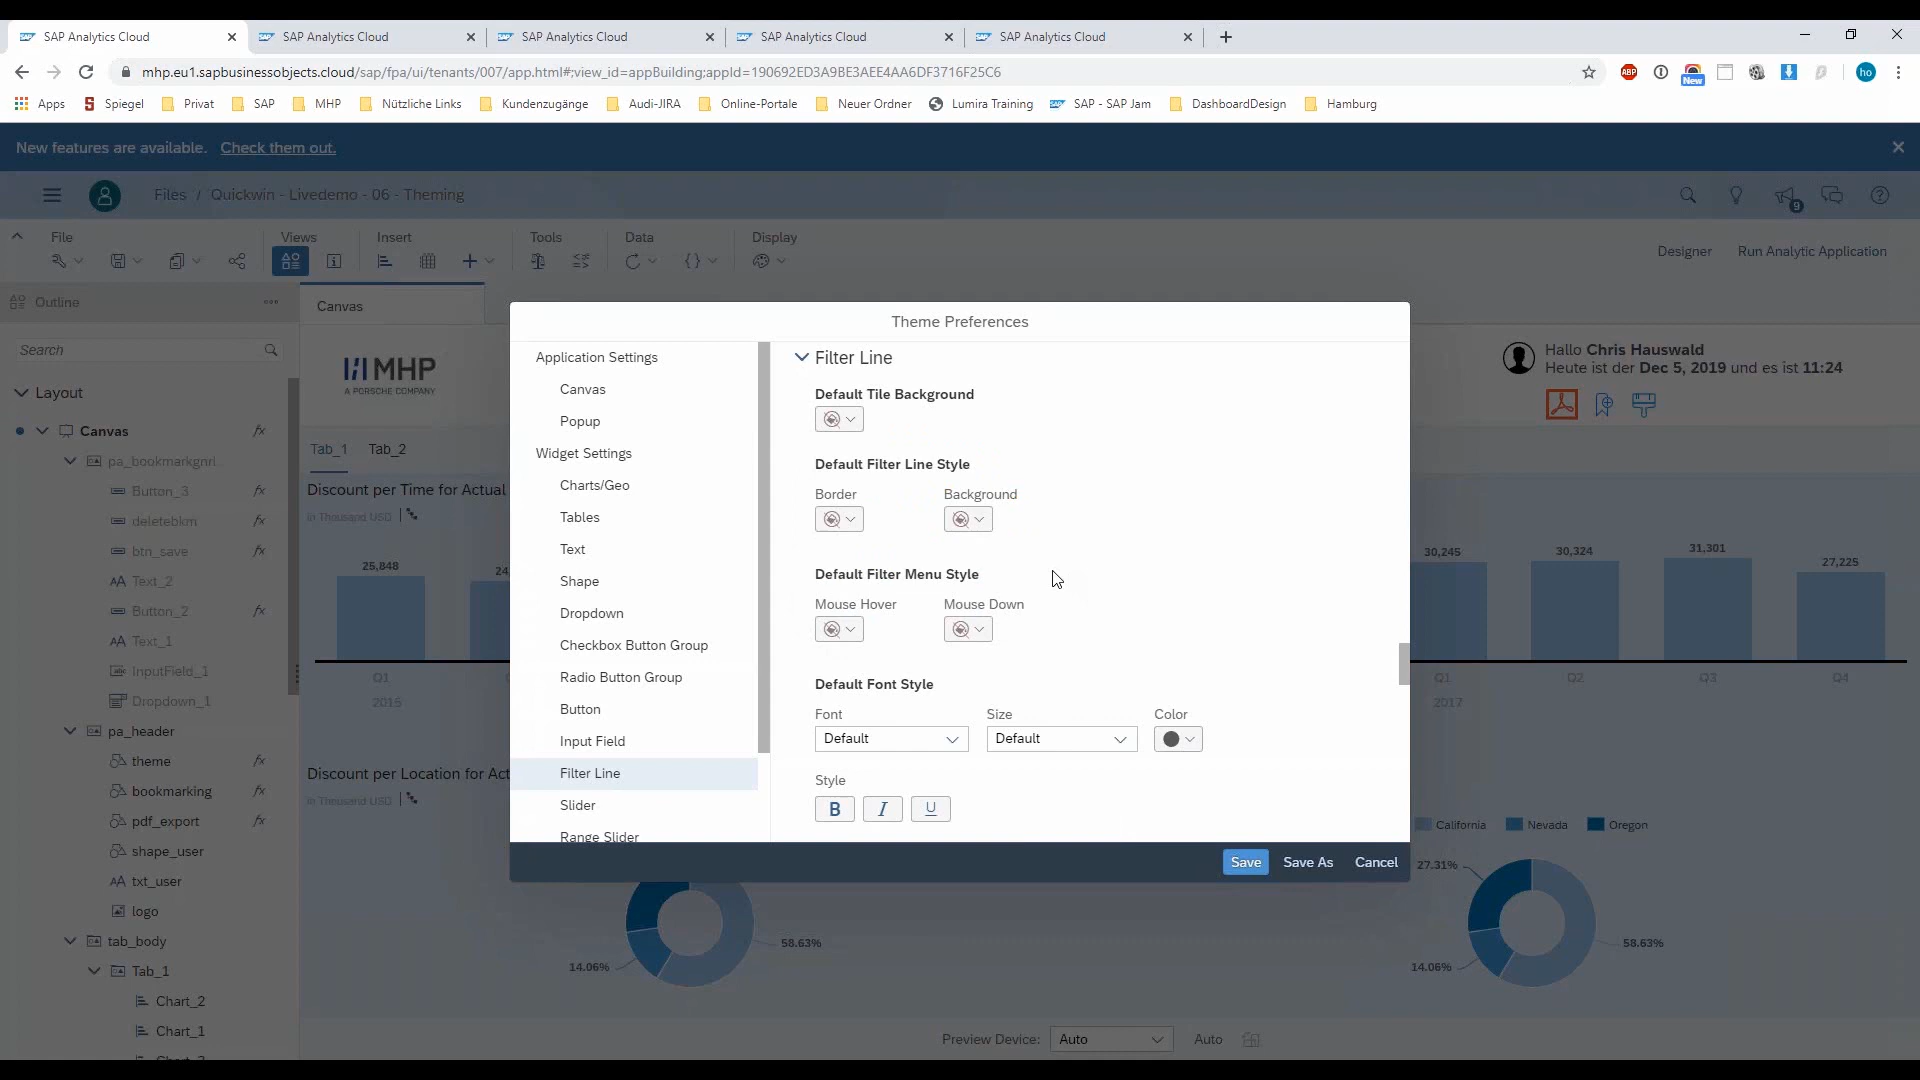 SAP Analytics Cloud
SAP Analytics Cloud
SAP Analytics Cloud
SAP Analytics Cloud
SAP Analytics Cloud
mhp.eu1.sapbusinessobjects.cloud/sap/fpa/ui/tenants/007/app.html#;view_id=appBuilding;appId=190692ED3A9BE3AEE4AA6DF3716F25C6
ABP
New
ho
Apps
Spiegel
Privat
SAP
MHP
Nützliche Links
Kundenzugänge
Audi-JIRA
Online-Portale
Neuer Ordner
Lumira Training
SAP - SAP Jam
DashboardDesign
Hamburg
New features are available. Check them out.
Files / Quickwin - Livedemo - 06 - Theming
9
File
Views
Insert
Tools
Data
Display
Designer
Run Analytic Application
Outline
Canvas
Search
Layout
Canvas
pa_bookmarkgnrl
Button_3
deletebkm
btn_save
Text_2
Button_2
Text_1
InputField_1
Dropdown_1
pa_header
theme
bookmarking
pdf_export
shape_user
txt_user
logo
tab_body
Tab_1
Chart_2
Chart_1
MHP
A PORSCHE COMPANY
Hallo Chris Hauswald
Heute ist der Dec 5, 2019 und es ist 11:24
Tab_1
Tab_2
Discount per Time for Actual
in Thousand USD
25,848
24,
30,245
30,324
31,301
27,225
Q1
2015
Q1
Q2
Q3
Q4
2017
Discount per Location for Act
in Thousand USD
California
Nevada
Oregon
27.31%
58.63%
14.06%
58.63%
14.06%
Theme Preferences
Application Settings
Canvas
Popup
Widget Settings
Charts/Geo
Tables
Text
Shape
Dropdown
Checkbox Button Group
Radio Button Group
Button
Input Field
Filter Line
Slider
Range Slider
Filter Line
Default Tile Background
Default Filter Line Style
Border
Background
Default Filter Menu Style
Mouse Hover
Mouse Down
Default Font Style
Font
Size
Color
Default
Default
Style
B
I
U
Save
Save As
Cancel
Preview Device:
Auto
Auto